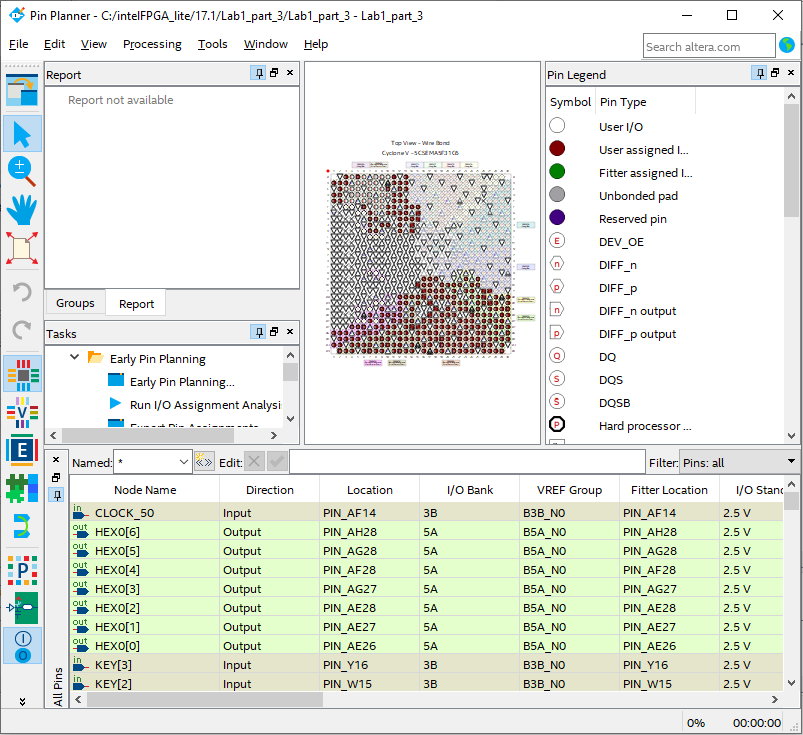 Pin Planner - C:/intelFPGA_lite/17.1/Lab1_part_3/Lab1_part_3 - Lab1_part_3
File Edit View Processing Tools Window Help
Search altera.com
Report
Report not available
Groups Report
Tasks
Early Pin Planning
Early Pin Planning...
Run I/O Assignment Analysi
Export Pin Assignments
Top View - Wire Bond
Cyclone V - 5CSEMA5F31C6
Pin Legend
Symbol Pin Type
User I/O
User assigned I...
Fitter assigned I...
Unbonded pad
Reserved pin
E DEV_OE
n DIFF_n
p DIFF_p
n DIFF_n output
p DIFF_p output
Q DQ
S DQS
S DQSB
P Hard processor ...
Named: * Edit: Filter: Pins: all
Node Name Direction Location I/O Bank VREF Group Fitter Location I/O Stand
in CLOCK_50 Input PIN_AF14 3B B3B_N0 PIN_AF14 2.5 V
out HEX0[6] Output PIN_AH28 5A B5A_N0 PIN_AH28 2.5 V
out HEX0[5] Output PIN_AG28 5A B5A_N0 PIN_AG28 2.5 V
out HEX0[4] Output PIN_AF28 5A B5A_N0 PIN_AF28 2.5 V
out HEX0[3] Output PIN_AG27 5A B5A_N0 PIN_AG27 2.5 V
out HEX0[2] Output PIN_AE28 5A B5A_N0 PIN_AE28 2.5 V
out HEX0[1] Output PIN_AE27 5A B5A_N0 PIN_AE27 2.5 V
out HEX0[0] Output PIN_AE26 5A B5A_N0 PIN_AE26 2.5 V
in KEY[3] Input PIN_Y16 3B B3B_N0 PIN_Y16 2.5 V
in KEY[2] Input PIN_W15 3B B3B_N0 PIN_W15 2.5 V
All Pins
0% 00:00:00